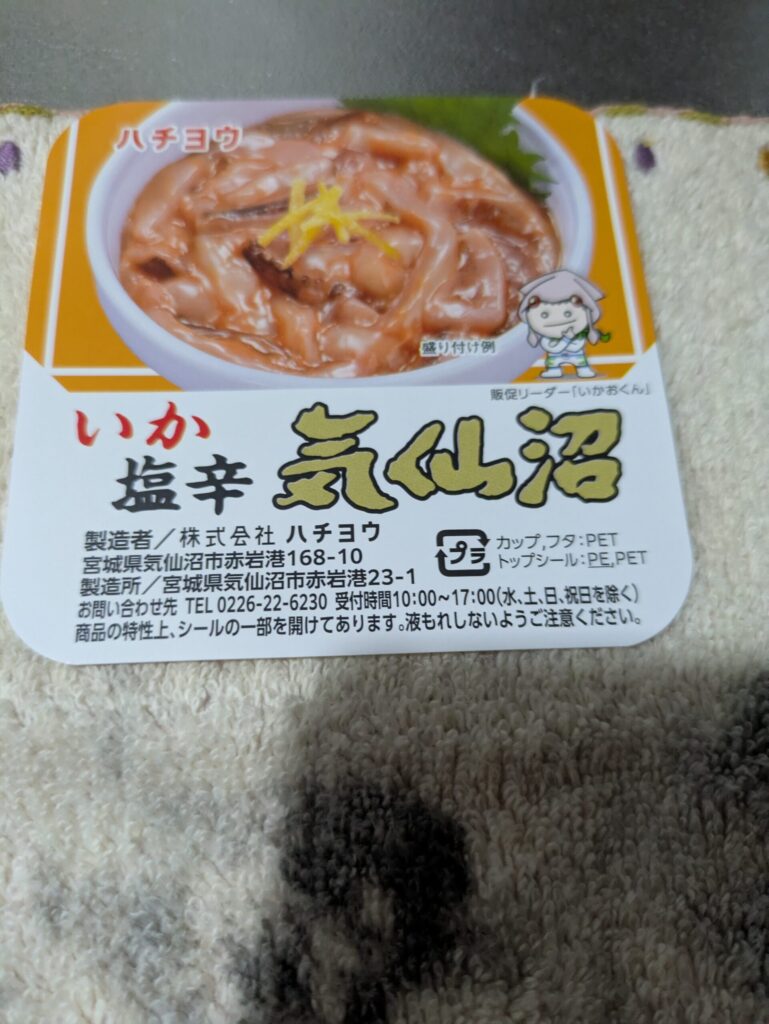 ハチヨウ
盛り付け例
販促リーダー「いかおくん」
いか
塩辛
気仙沼
製造者／株式会社 ハチヨウ
宮城県気仙沼市赤岩港168-10
製造所／宮城県気仙沼市赤岩港23-1
プラ
カップ,フタ:PET
トップシール:PE,PET
お問い合わせ先 TEL 0226-22-6230 受付時間10:00～17:00(水、土、日、祝日を除く)
商品の特性上、シールの一部を開けてあります。液もれしないようご注意ください。